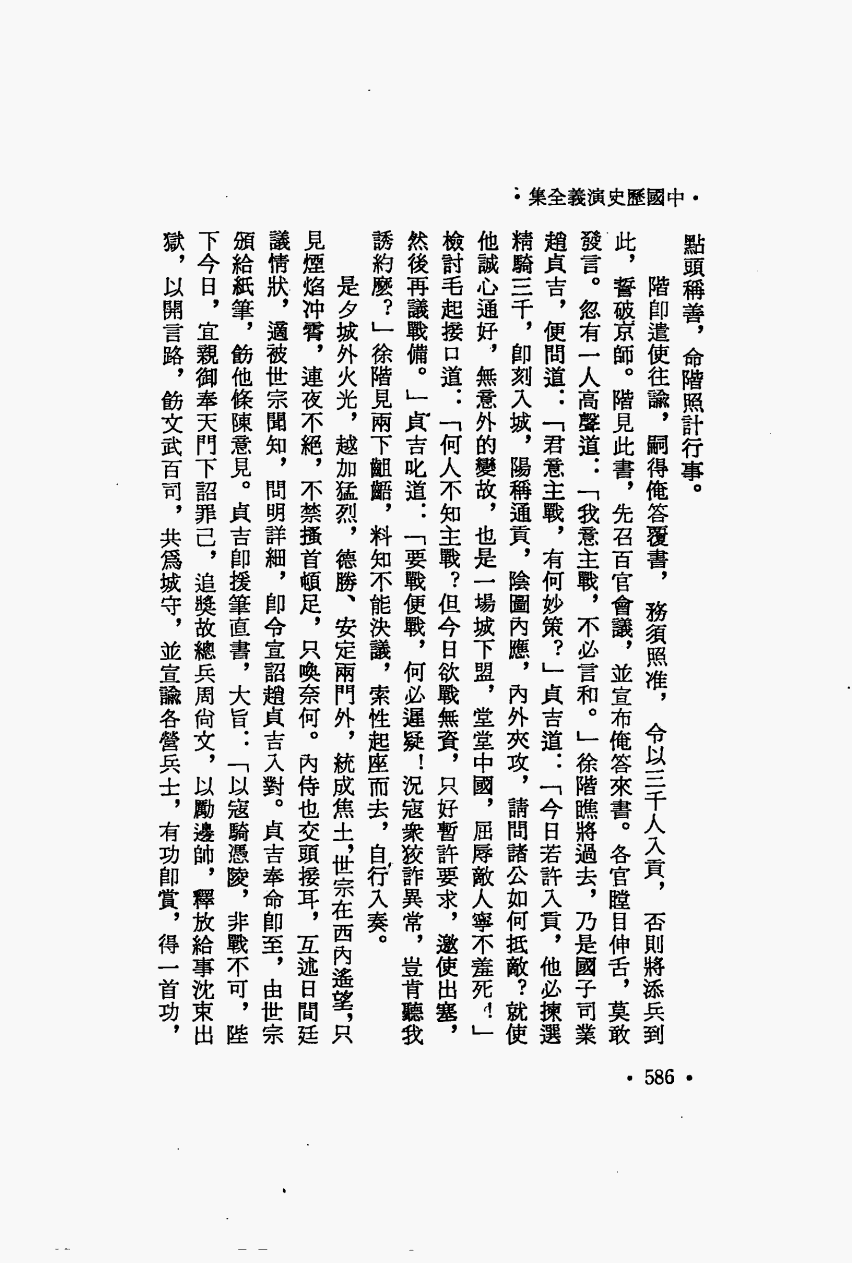 ·中國歷史演義全集·
點頭稱善，命階照計行事。
階卽遣使往諭，嗣得俺答覆書，務須照准，令以三千人入貢，否則將添兵到
此，誓破京師。階見此書，先召百官會議，並宣布俺答來書。各官瞠目伸舌，莫敢
發言。忽有一人高聲道：「我意主戰，不必言和。」徐階瞧將過去，乃是國子司業
趙貞吉，便問道：「君意主戰，有何妙策？」貞吉道：「今日若許入貢，他必揀選
精騎三千，卽刻入城，陽稱通貢，陰圖內應，內外夾攻，請問諸公如何抵敵？就使
他誠心通好，無意外的變故，也是一場城下盟，堂堂中國，屈辱敵人寧不羞死！」
檢討毛起接口道：「何人不知主戰？但今日欲戰無資，只好暫許要求，邀使出塞，
然後再議戰備。」貞吉叱道：「要戰便戰，何必遲疑！況寇衆狡詐異常，豈肯聽我
誘約麽？」徐階見兩下齟齬，料知不能決議，索性起座而去，自行入奏。
是夕城外火光，越加猛烈，德勝、安定兩門外，統成焦土，世宗在西內遙望，只
見煙焰冲霄，連夜不絕，不禁搔首頓足，只喚奈何。內侍也交頭接耳，互述日間廷
議情狀，適被世宗聞知，問明詳細，卽令宣詔趙貞吉入對。貞吉奉命卽至，由世宗
頒給紙筆，飭他條陳意見。貞吉卽援筆直書，大旨：「以寇騎憑陵，非戰不可，陛
下今日，宜親御奉天門下詔罪己，追獎故總兵周尙文，以勵邊師，釋放給事沈束出
獄，以開言路，飭文武百司，共爲城守，並宣諭各營兵士，有功卽賞，得一首功，
·586·